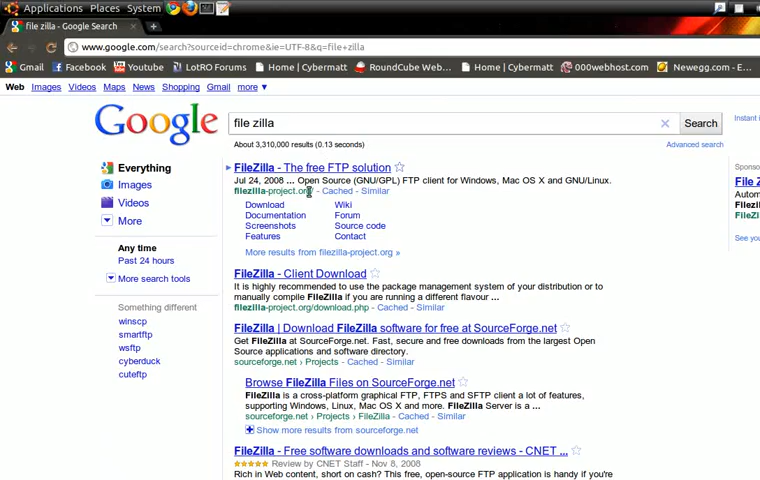 Applications Places System
file zilla - Google Search
www.google.com/search?sourceid=chrome&ie=UTF-8&q=file+zilla
Gmail Facebook Youtube LotRO Forums Home | Cybermatt RoundCube Web... Home | Cybermatt 000webhost.com Newegg.com - E...
Web Images Videos Maps News Shopping Gmail more ▼
Google
file zilla
Search
Instant i
About 3,310,000 results (0.13 seconds)
Advanced search
Everything
Images
Videos
More
Any time
Past 24 hours
More search tools
Something different
winscp
smartftp
wsftp
cyberduck
cuteftp
FileZilla - The free FTP solution
Jul 24, 2008 ... Open Source (GNU/GPL) FTP client for Windows, Mac OS X and GNU/Linux.
filezilla-project.org/ - Cached - Similar
Download Wiki
Documentation Forum
Screenshots Source code
Features Contact
More results from filezilla-project.org »
FileZilla - Client Download
It is highly recommended to use the package management system of your distribution or to
manually compile FileZilla if you are running a different flavour ...
filezilla-project.org/download.php - Cached - Similar
FileZilla | Download FileZilla software for free at SourceForge.net
Get FileZilla at SourceForge.net. Fast, secure and free downloads from the largest Open
Source applications and software directory.
sourceforge.net › Projects - Cached - Similar
Browse FileZilla Files on SourceForge.net
FileZilla is a cross-platform graphical FTP, FTPS and SFTP client a lot of features,
supporting Windows, Linux, Mac OS X and more. FileZilla Server is a ...
sourceforge.net › Projects › FileZilla - Cached - Similar
Show more results from sourceforge.net
FileZilla - Free software downloads and software reviews - CNET ...
Review by CNET Staff - Nov 8, 2008
Rich in Web content, short on cash? This free, open-source FTP application is handy if you're
Sponso
File Z
Autom
Filezil
FileZ
See you